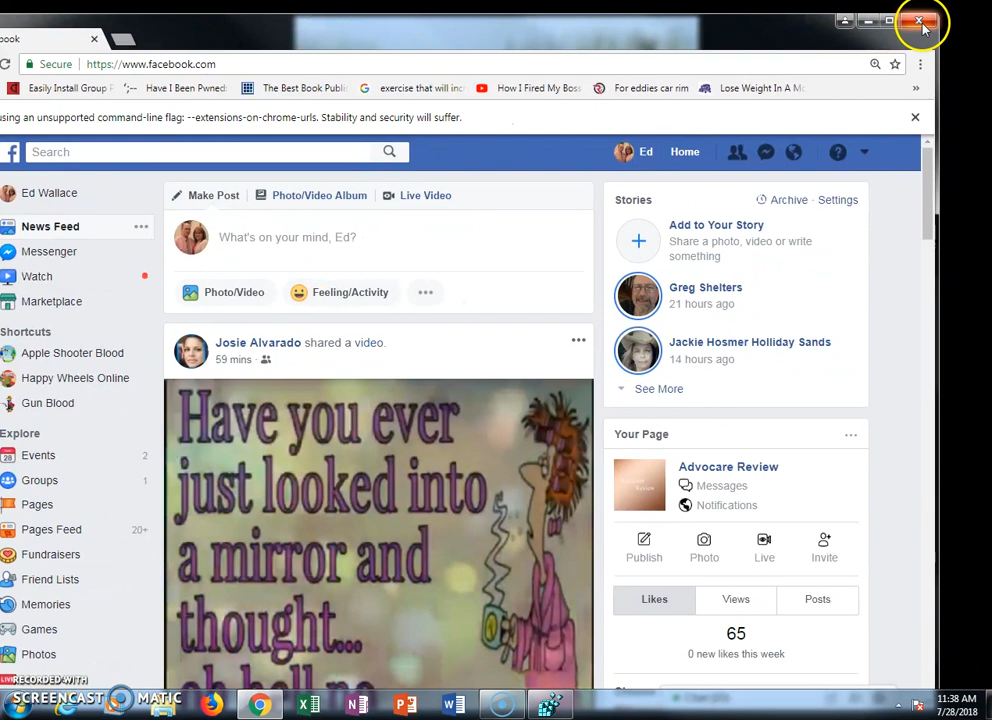 ook
Secure https://www.facebook.com
Easily Install Group P Have I Been Pwned: The Best Book Publi exercise that will inc How I Fired My Boss For eddies car rim Lose Weight In A Mo »
using an unsupported command-line flag: --extensions-on-chrome-urls. Stability and security will suffer.
Search Ed Home
Ed Wallace
News Feed
Messenger
Watch
Marketplace
Shortcuts
Apple Shooter Blood
Happy Wheels Online
Gun Blood
Explore
Events 2
Groups 1
Pages
Pages Feed 20+
Fundraisers
Friend Lists
Memories
Games
Photos
Make Post Photo/Video Album Live Video
What's on your mind, Ed?
Photo/Video Feeling/Activity
Josie Alvarado shared a video.
59 mins ·
Have you ever
just looked into
a mirror and
thought...
Stories Archive · Settings
Add to Your Story
Share a photo, video or write
something
Greg Shelters
21 hours ago
Jackie Hosmer Holliday Sands
14 hours ago
See More
Your Page
Advocare Review
Messages
Notifications
Publish Photo Live Invite
Likes Views Posts
65
0 new likes this week
RECORDED WITH
SCREENCAST MATIC
11:38 AM
7/28/2018